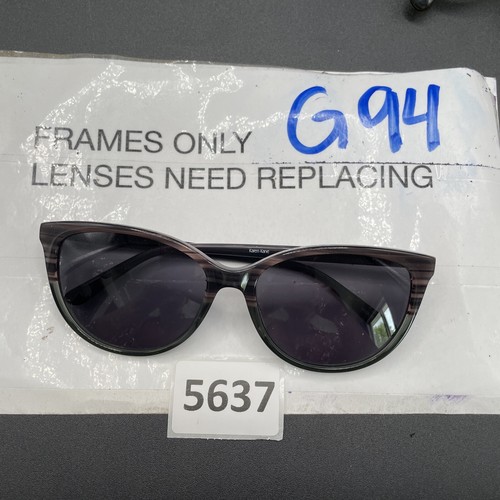 G94
FRAMES ONLY
LENSES NEED REPLACING
5637